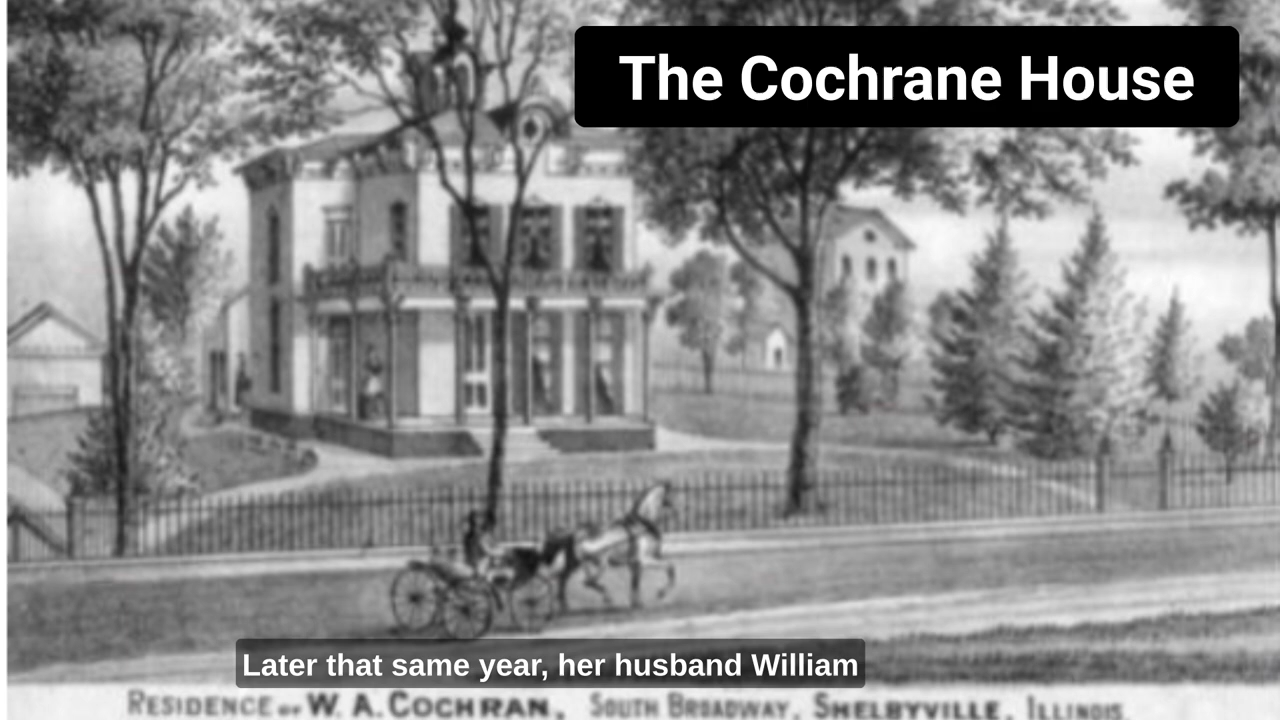 The Cochrane House
Later that same year, her husband William
RESIDENCE OF W. A. COCHRAN, SOUTH BROADWAY, SHELBYVILLE, ILLINOIS.